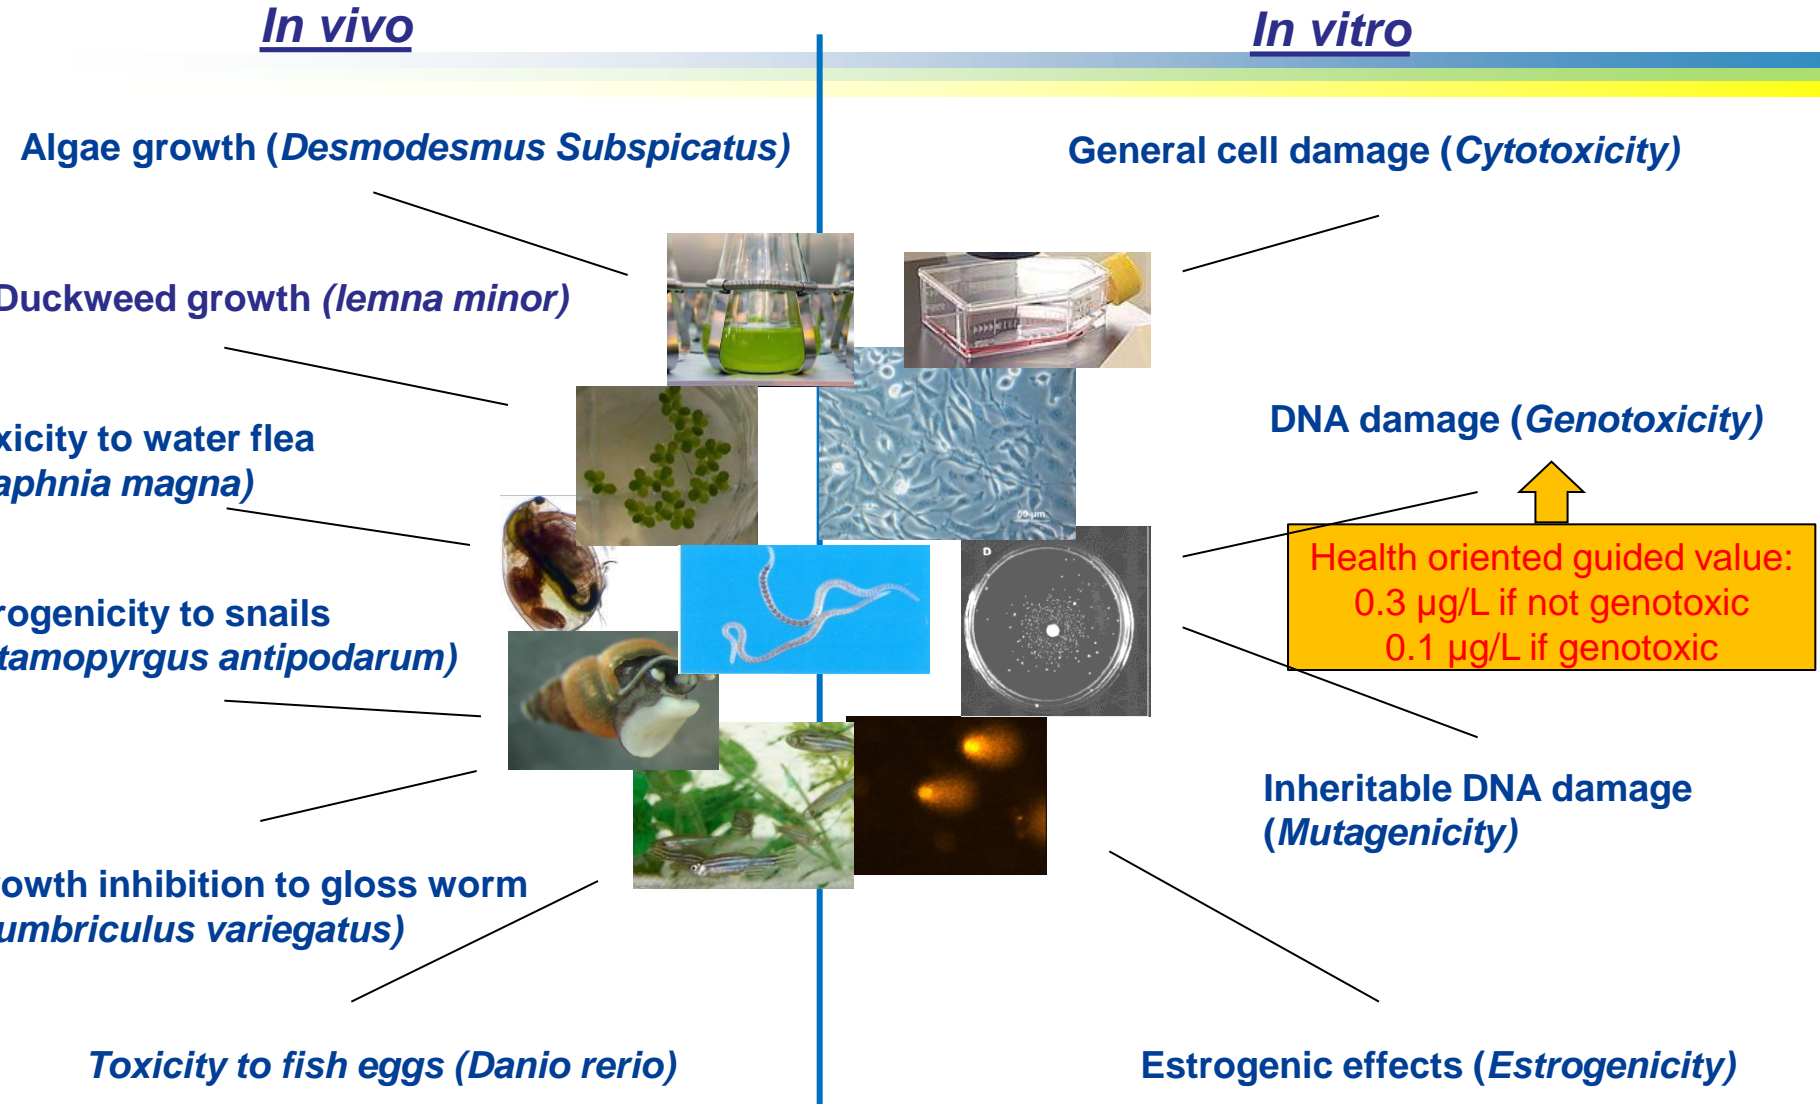 In vivo
In vitro
Algae growth (Desmodesmus Subspicatus)
General cell damage (Cytotoxicity)
Duckweed growth (lemna minor)
xicity to water flea
aphnia magna)
DNA damage (Genotoxicity)
50 µm
D
Health oriented guided value:
0.3 µg/L if not genotoxic
0.1 µg/L if genotoxic
rogenicity to snails
tamopyrgus antipodarum)
Inheritable DNA damage
(Mutagenicity)
owth inhibition to gloss worm
umbriculus variegatus)
Toxicity to fish eggs (Danio rerio)
Estrogenic effects (Estrogenicity)